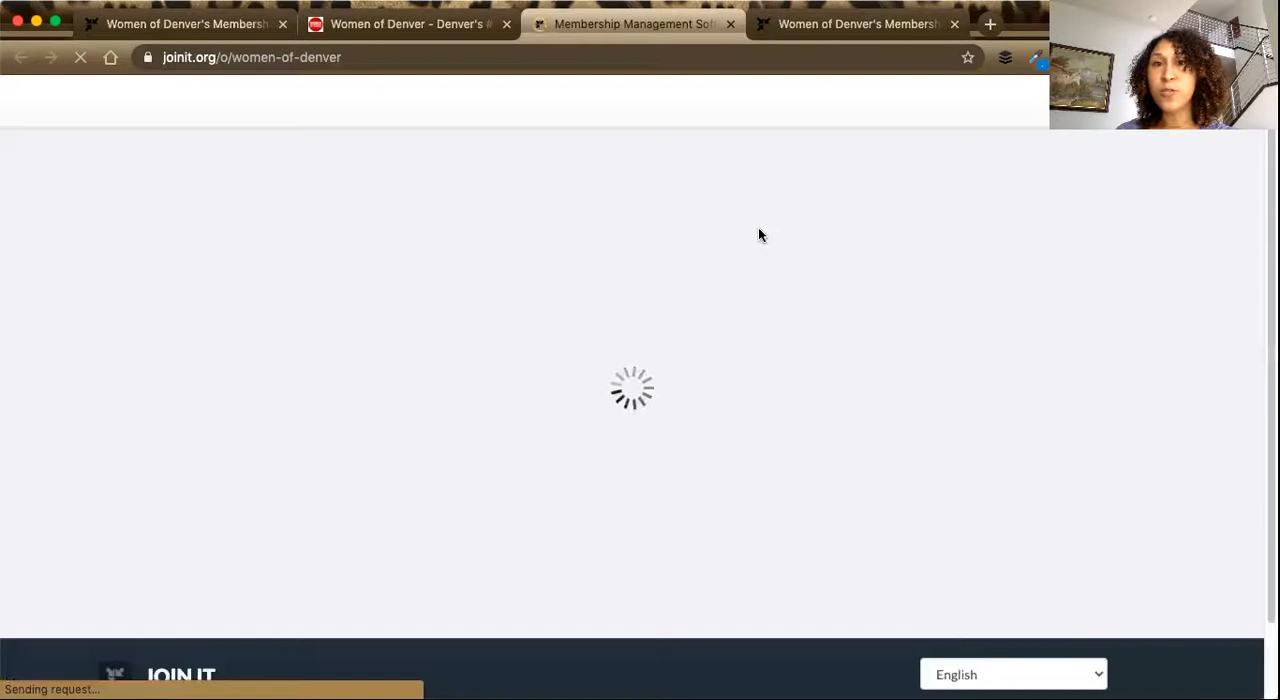 Women of Denver's Membersh
Women of Denver - Denver's #
Membership Management Sof
Women of Denver's Membersh
joinit.org/o/women-of-denver
JOIN IT
English
Sending request...